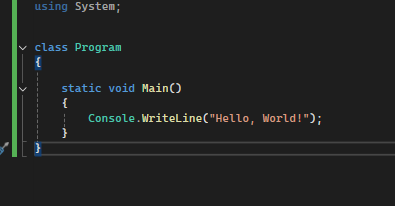 using System;
class Program
{
static void Main()
{
Console.WriteLine("Hello, World!");
}
}